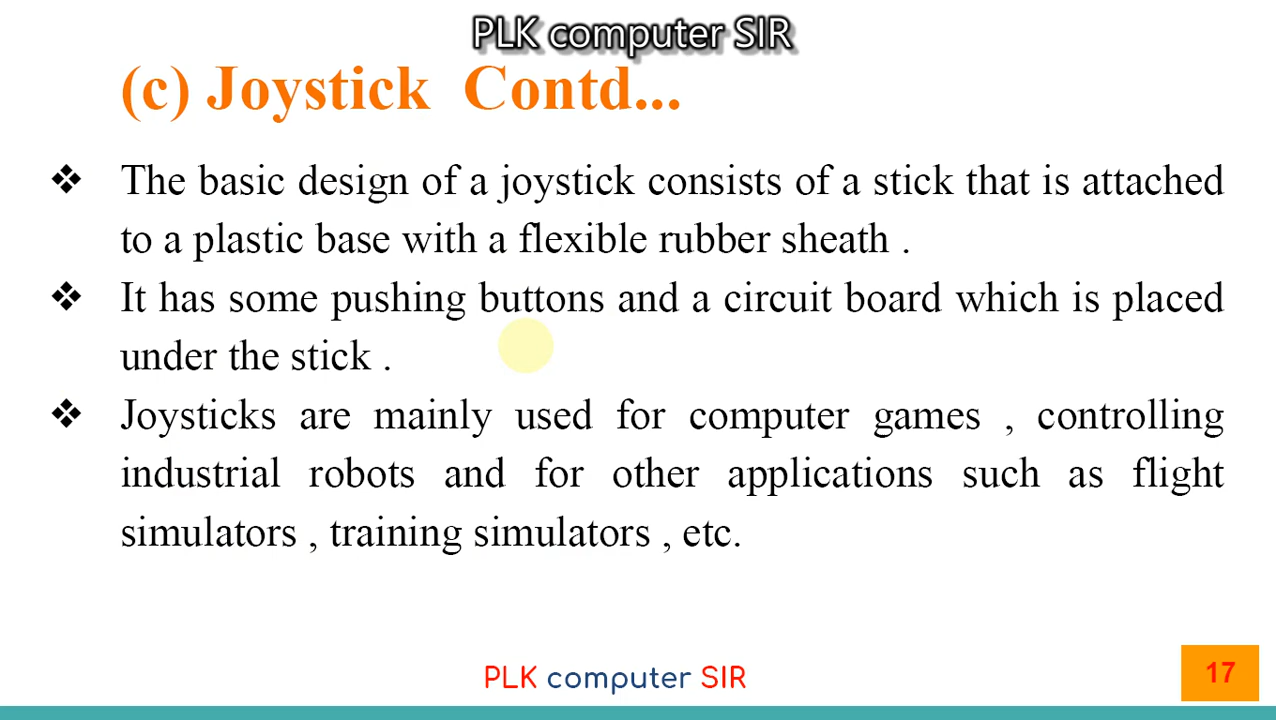 PLK computer SIR
(c) Joystick Contd...
❖ The basic design of a joystick consists of a stick that is attached
to a plastic base with a flexible rubber sheath .
❖ It has some pushing buttons and a circuit board which is placed
under the stick .
❖ Joysticks are mainly used for computer games , controlling
industrial robots and for other applications such as flight
simulators , training simulators , etc.
PLK computer SIR
17